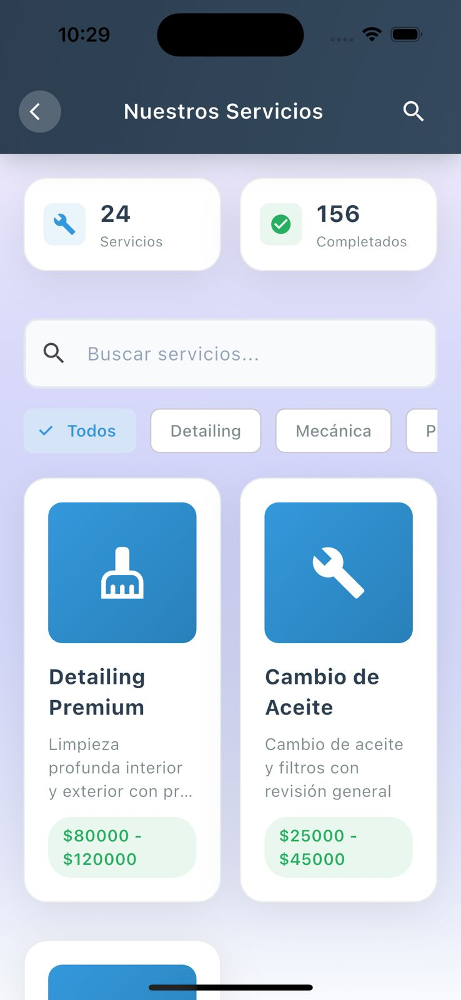 10:29
Nuestros Servicios
24
Servicios
156
Completados
Buscar servicios...
Todos
Detailing
Mecánica
P
Detailing
Premium
Limpieza
profunda interior
y exterior con pr...
$80000 -
$120000
Cambio de
Aceite
Cambio de aceite
y filtros con
revisión general
$25000 -
$45000